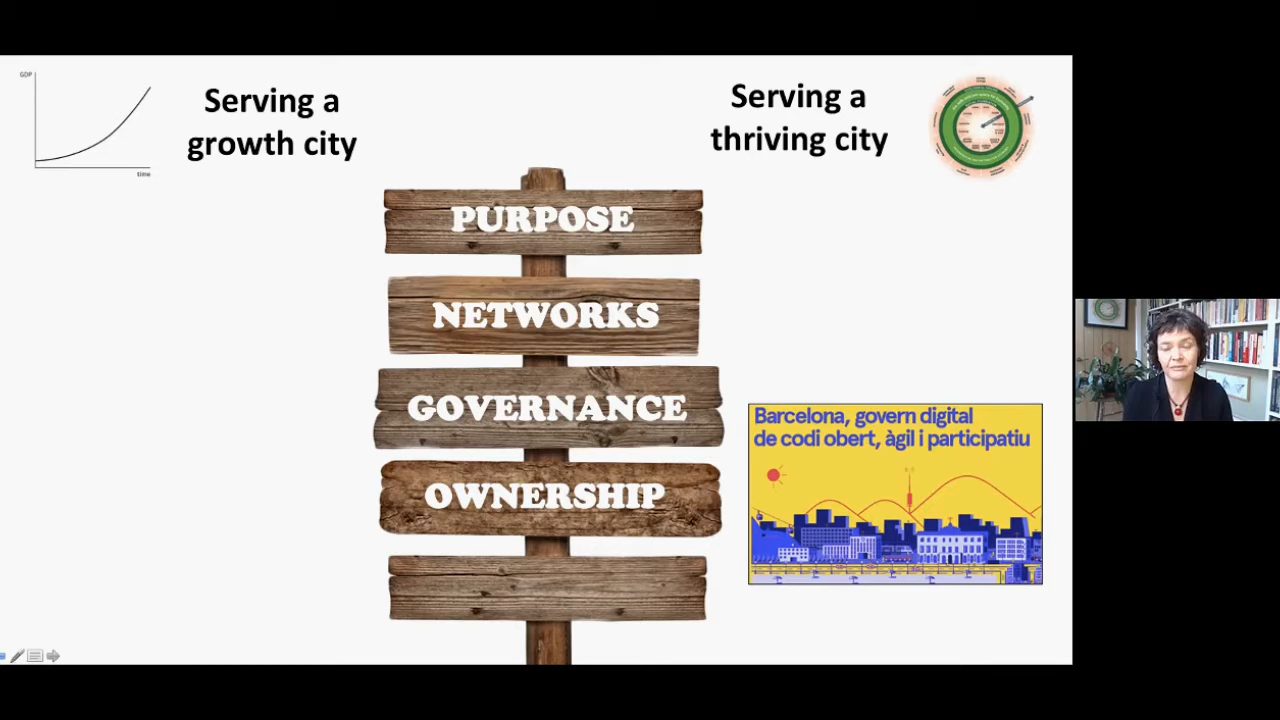 GDP
time
Serving a
growth city
Serving a
thriving city
PURPOSE
NETWORKS
GOVERNANCE
OWNERSHIP
Barcelona, govern digital
de codi obert, àgil i participatiu